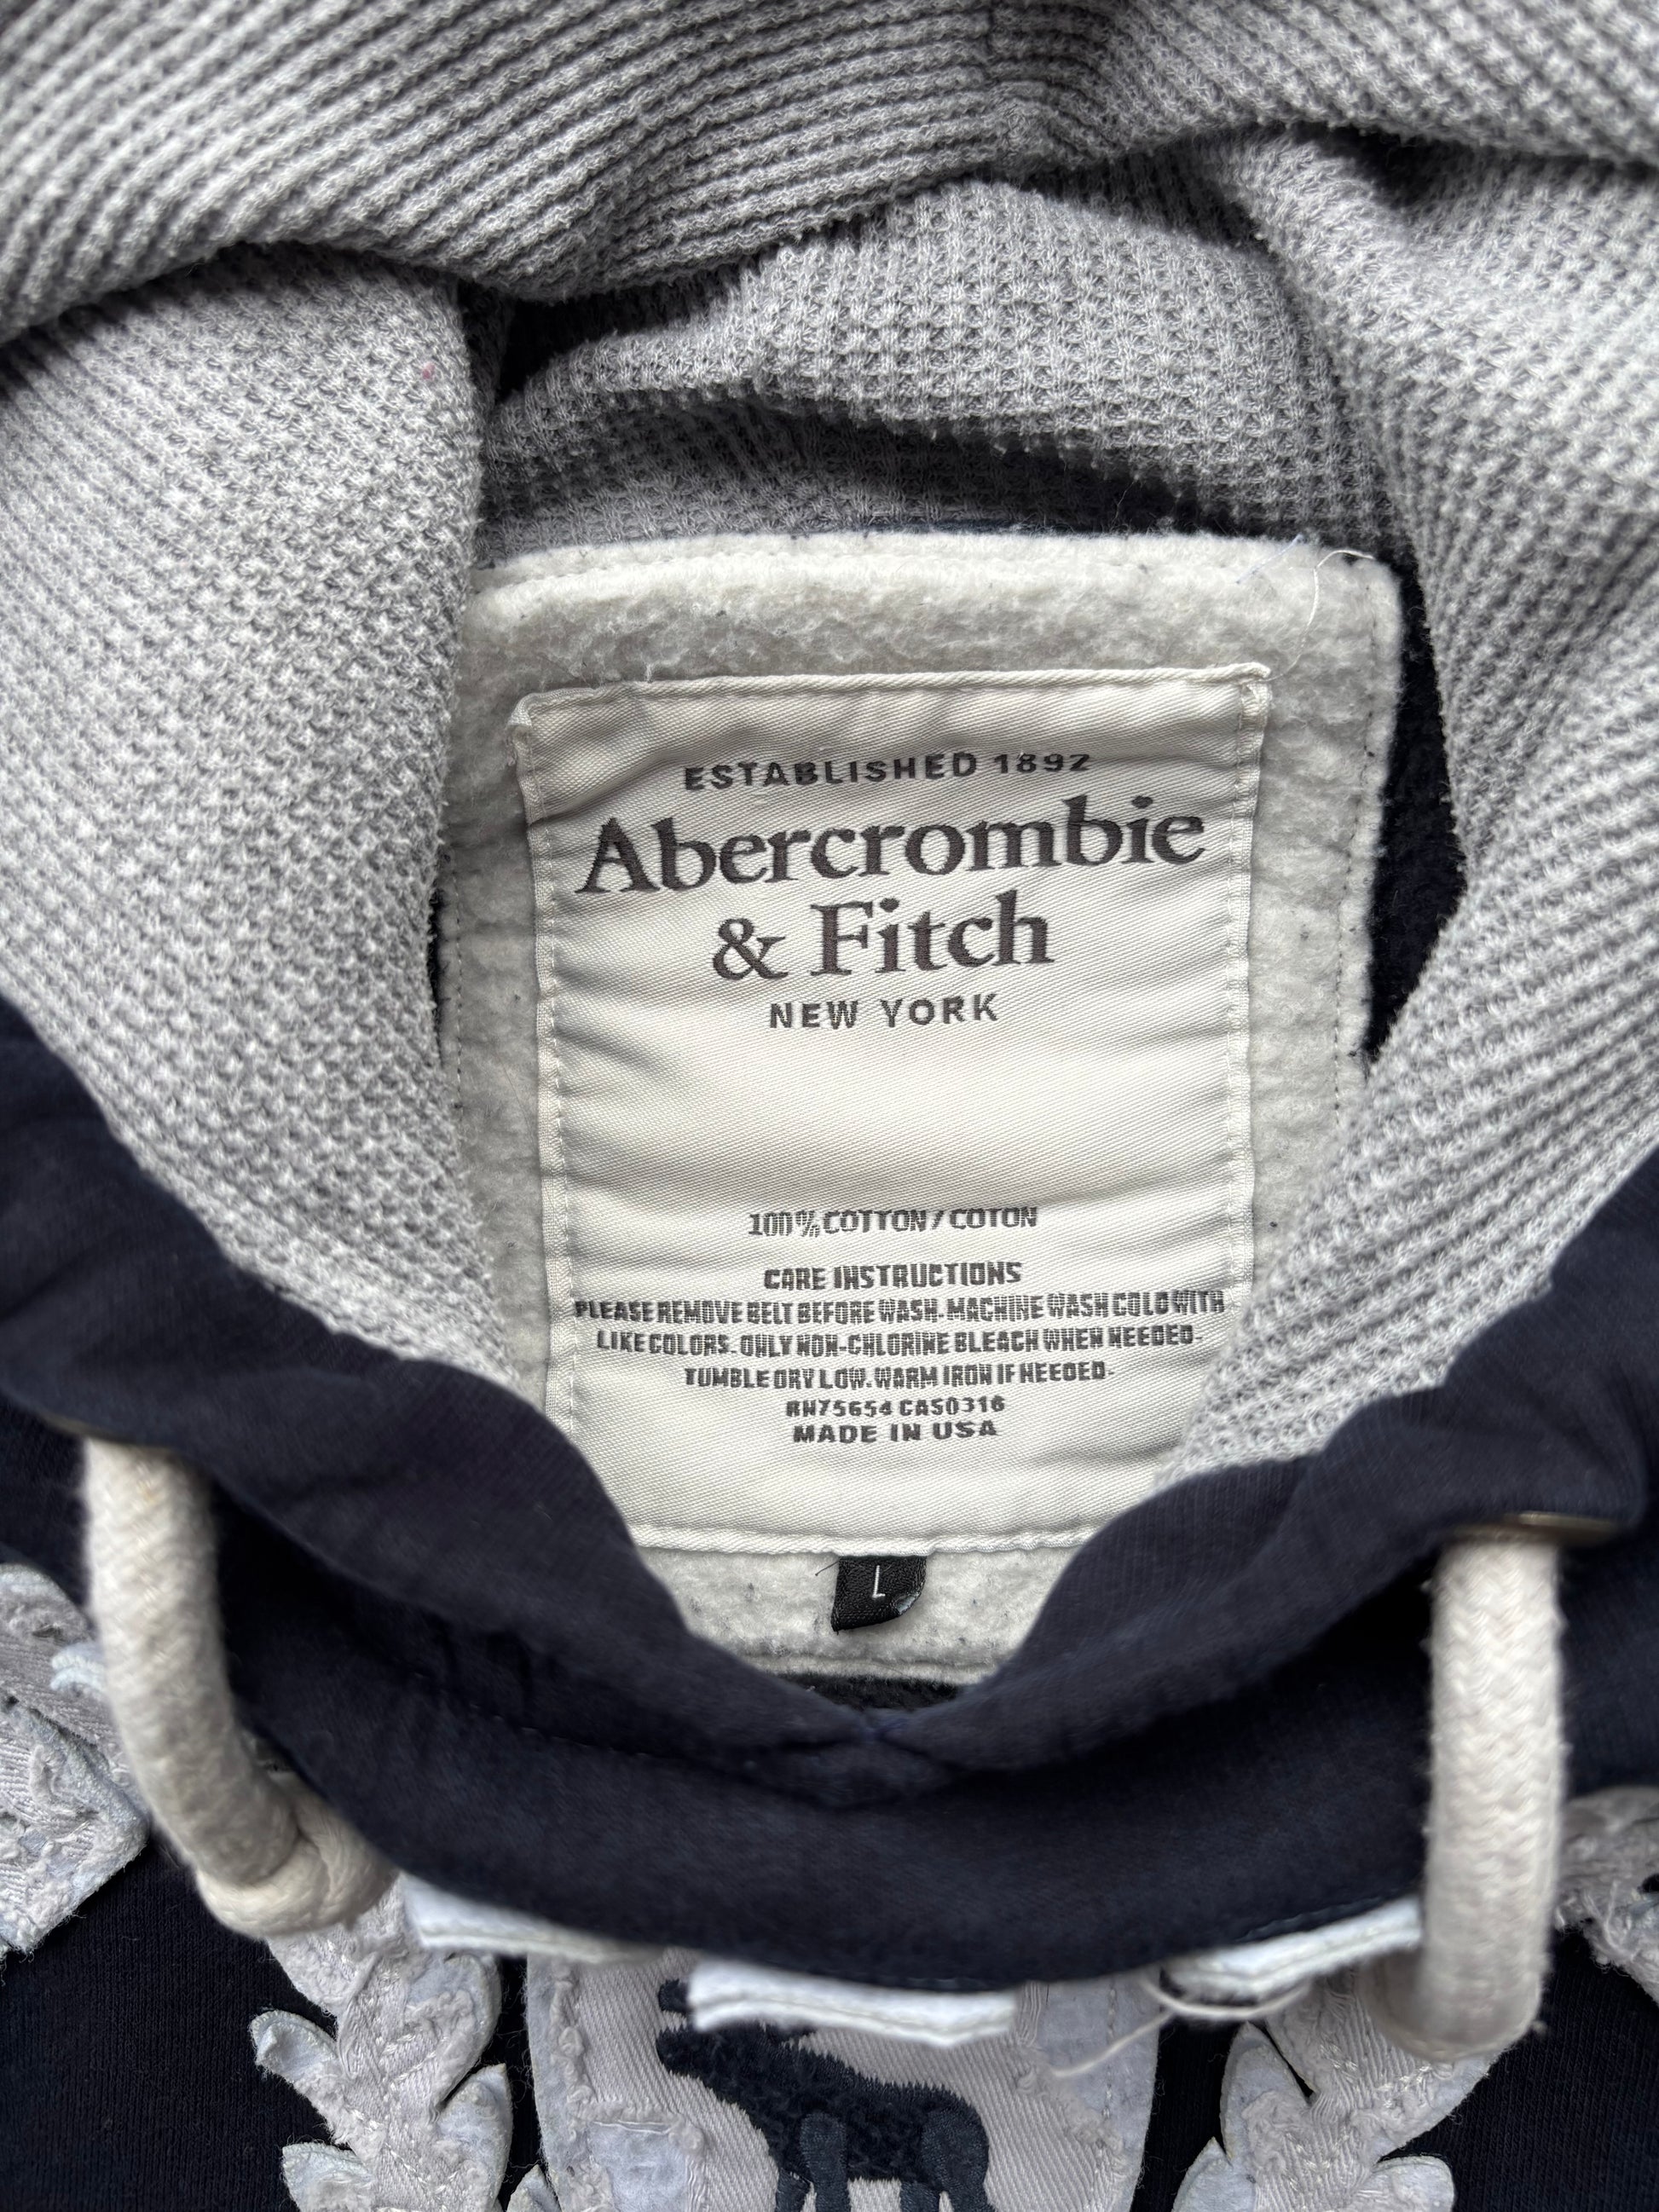 ESTABLISHED 1892
Abercrombie
& Fitch
NEW YORK
100% COTTON / COTON
CARE INSTRUCTIONS
PLEASE REMOVE BELT BEFORE WASH. MACHINE WASH COLD WITH
LIKE COLORS. ONLY NON-CHLORINE BLEACH WHEN NEEDED.
TUMBLE DRY LOW. WARM IRON IF NEEDED.
RN75654 CA50316
MADE IN USA
L